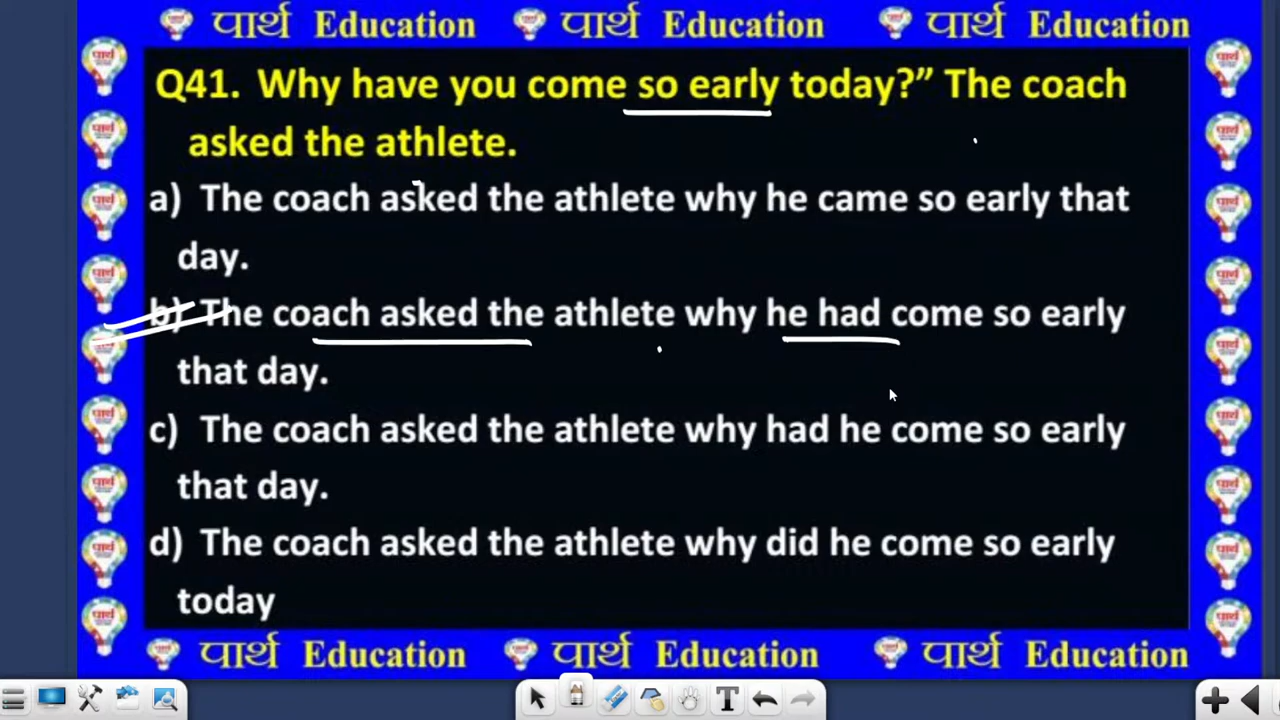 पार्थ Education पार्थ Education पार्थ Education
Q41. Why have you come so early today?” The coach
asked the athlete.
a) The coach asked the athlete why he came so early that
day.
b) The coach asked the athlete why he had come so early
that day.
c) The coach asked the athlete why had he come so early
that day.
d) The coach asked the athlete why did he come so early
today
पार्थ Education पार्थ Education पार्थ Education